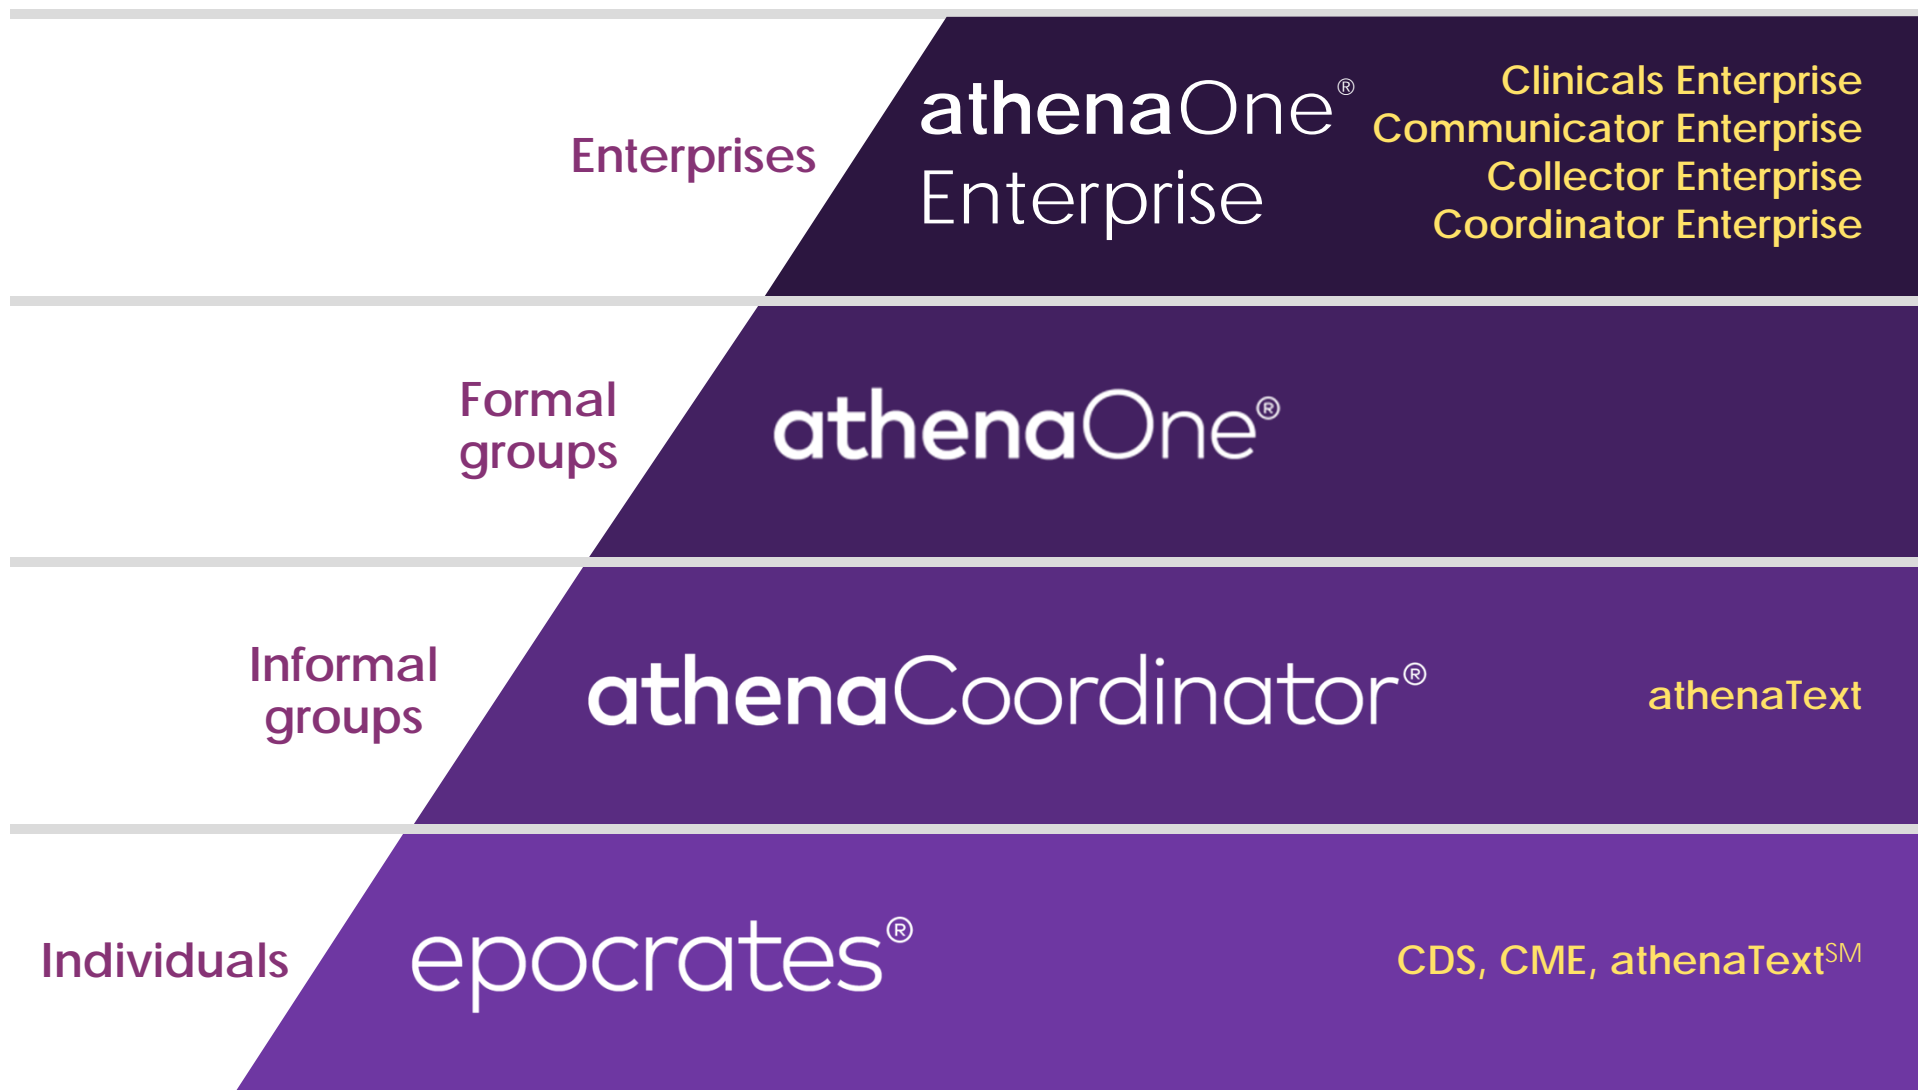 Enterprises
athenaOne®
Enterprise
Clinicals Enterprise
Communicator Enterprise
Collector Enterprise
Coordinator Enterprise
Formal
groups
athenaOne®
Informal
groups
athenaCoordinator®
athenaText
Individuals
epocrates®
CDS, CME, athenaText℠